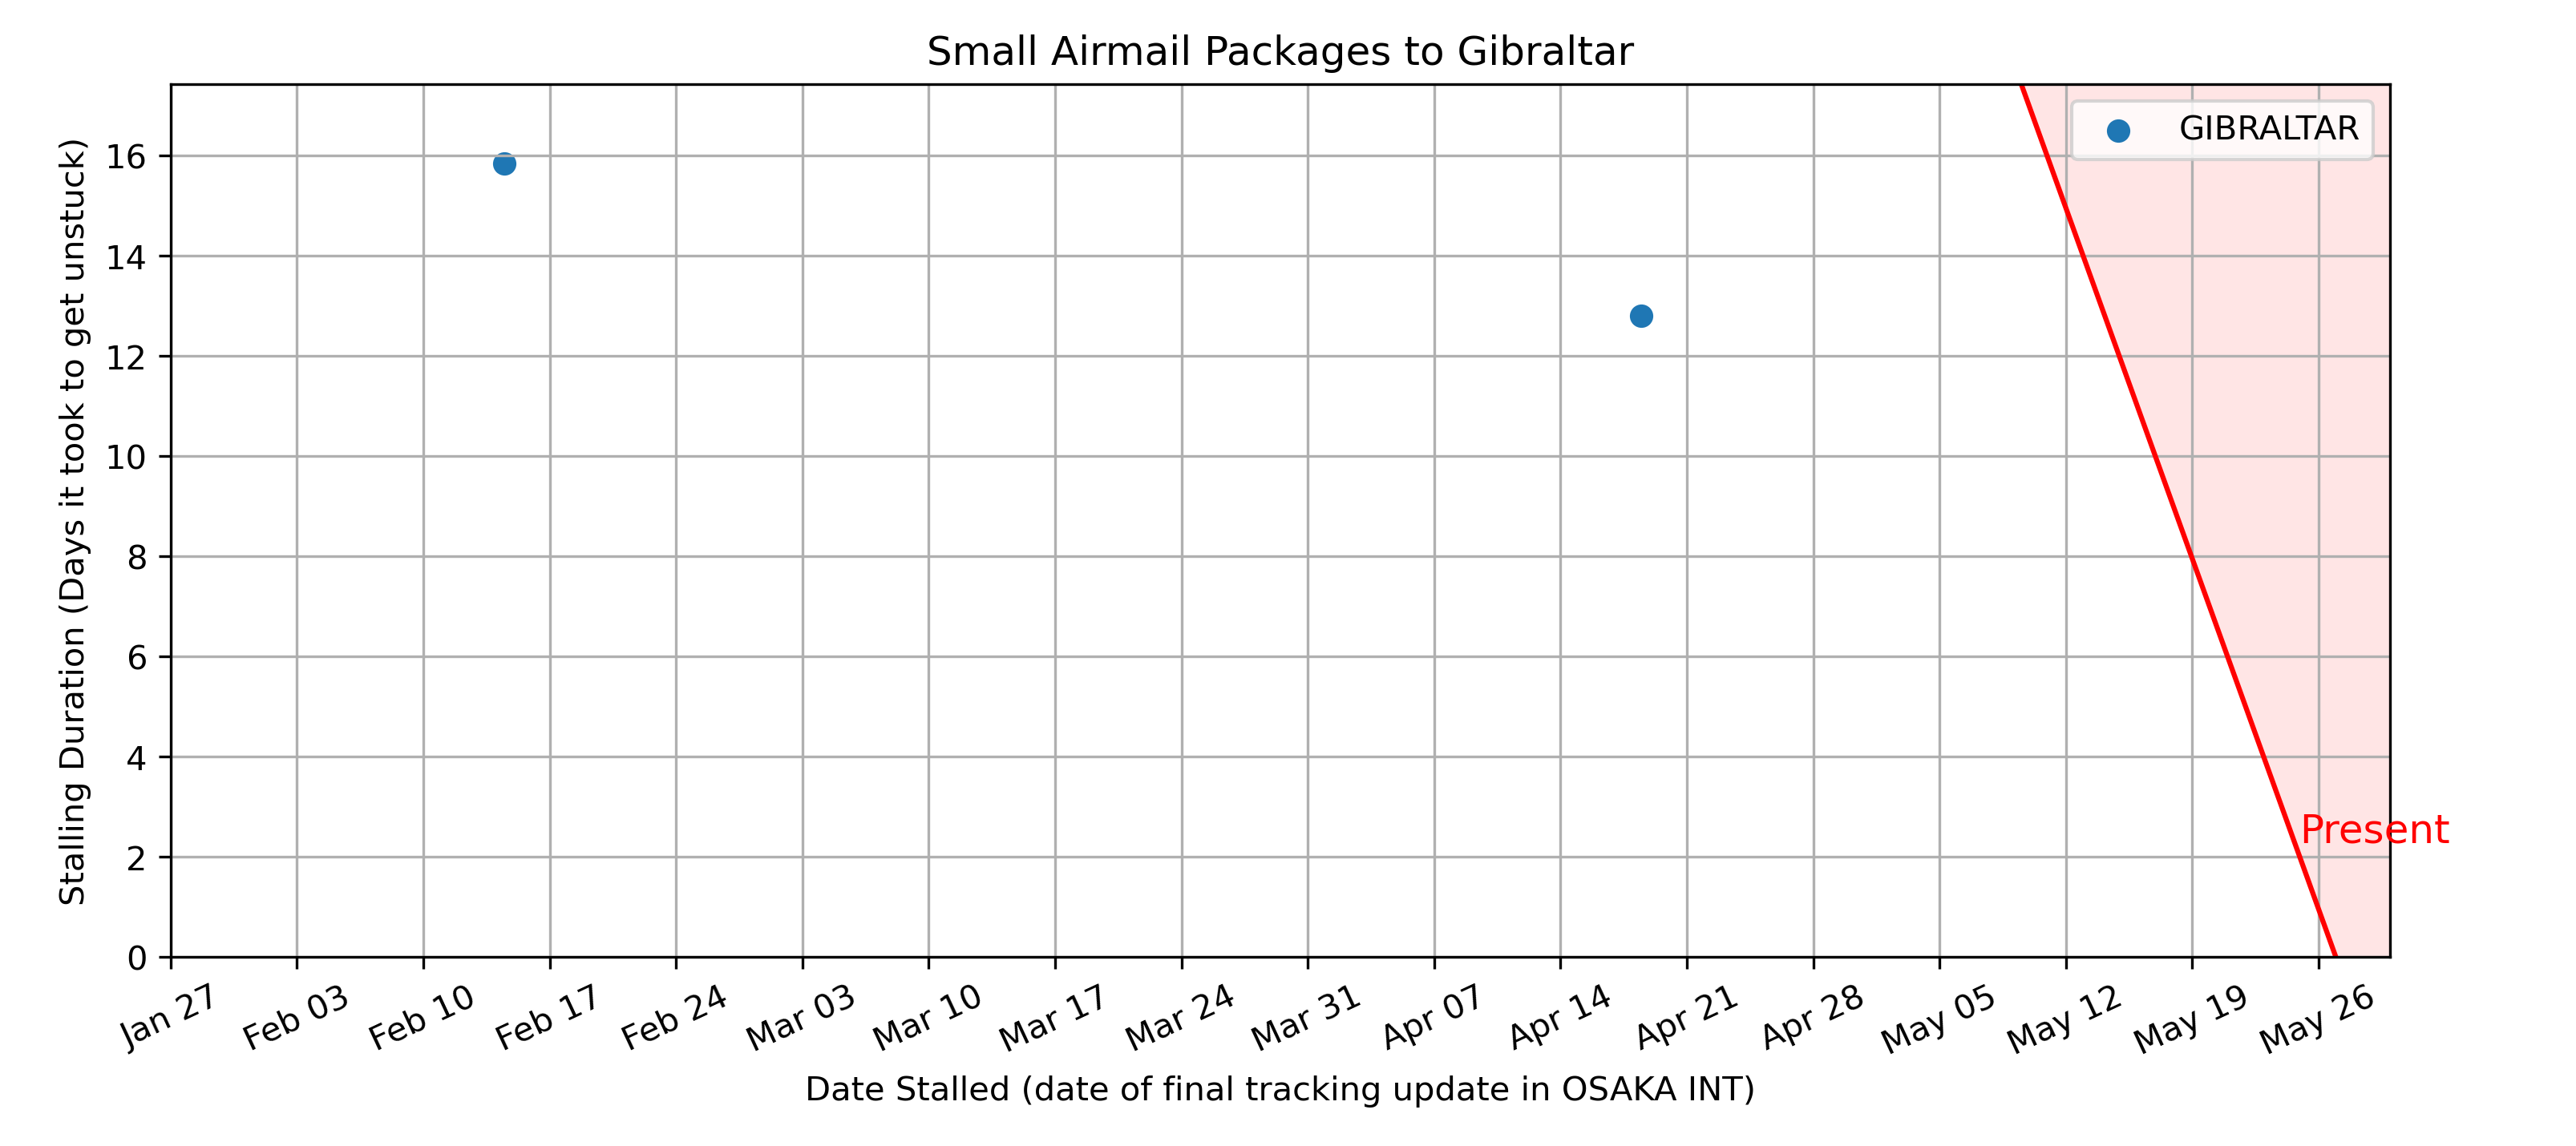 Small Airmail Packages to Gibraltar
GIBRALTAR
Stalling Duration (Days it took to get unstuck)
16
14
12
10
8
6
4
2
0
Present
Jan 27
Feb 03
Feb 10
Feb 17
Feb 24
Mar 03
Mar 10
Mar 17
Mar 24
Mar 31
Apr 07
Apr 14
Apr 21
Apr 28
May 05
May 12
May 19
May 26
Date Stalled (date of final tracking update in OSAKA INT)